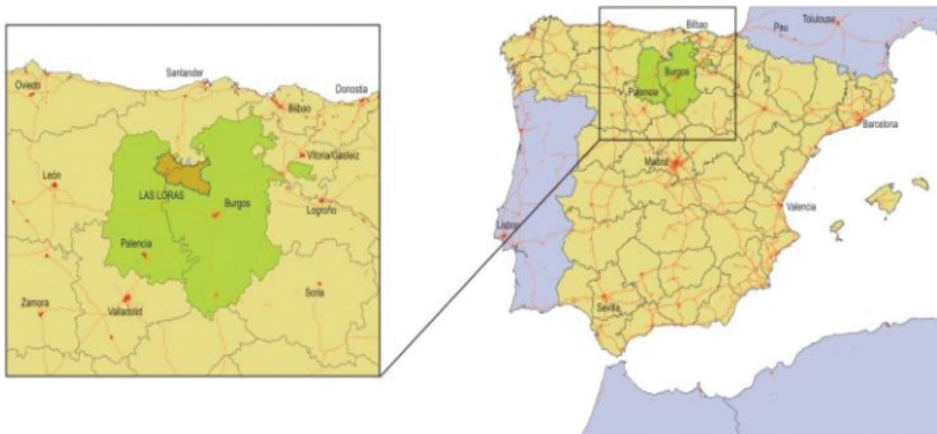 Oviedo
Santander
Donostia
Bilbao
Vitoria/Gasteiz
León
LAS LORAS
Burgos
Logroño
Palencia
Soria
Zamora
Valladolid
Bilbao
Pau
Toulouse
Burgos
Palencia
Barcelona
Madrid
Valencia
Lisboa
Sevilla